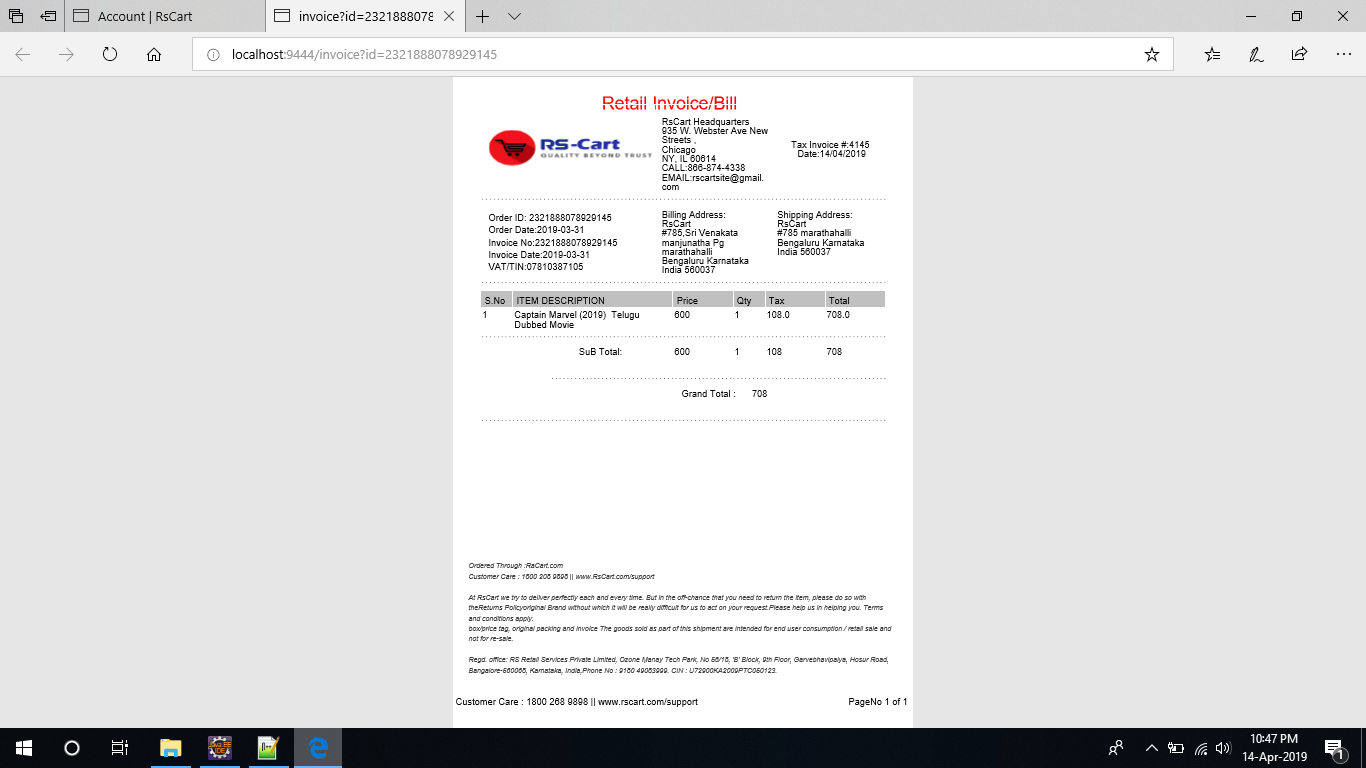 Account | RsCart
invoice?id=2321888078
localhost:9444/invoice?id=2321888078929145
Retail Invoice/Bill
RS-Cart
QUALITY BEYOND TRUST
RsCart Headquarters
935 W. Webster Ave New
Streets ,
Chicago
NY, IL 60614
CALL:866-874-4338
EMAIL:rscartsite@gmail.
com
Tax Invoice #:4145
Date:14/04/2019
Order ID: 2321888078929145
Order Date:2019-03-31
Invoice No:2321888078929145
Invoice Date:2019-03-31
VAT/TIN:07810387105
Billing Address:
RsCart
#785,Sri Venakata
manjunatha Pg
marathahalli
Bengaluru Karnataka
India 560037
Shipping Address:
RsCart
#785 marathahalli
Bengaluru Karnataka
India 560037
S.No ITEM DESCRIPTION Price Qty Tax Total
1 Captain Marvel (2019) Telugu 600 1 108.0 708.0
Dubbed Movie
SuB Total: 600 1 108 708
Grand Total : 708
Ordered Through :RaCart.com
Customer Care : 1800 208 9898 || www.RsCart.com/support
At RsCart we try to deliver perfectly each and every time. But in the off-chance that you need to return the item, please do so with
theReturns Policyoriginal Brand without which it will be really difficult for us to act on your request.Please help us in helping you. Terms
and conditions apply.
box/price tag, original packing and invoice The goods sold as part of this shipment are intended for end user consumption / retail sale and
not for re-sale.
Regd. office: RS Retail Services Private Limited, Ozone Manay Tech Park, No 56/18, 'B' Block, 9th Floor, Garvebhavipalya, Hosur Road,
Bangalore-560068, Karnataka, India,Phone No : 9160 49063999. CIN : U72900KA2009PTC050123.
Customer Care : 1800 268 9898 || www.rscart.com/support
PageNo 1 of 1
10:47 PM
14-Apr-2019
1